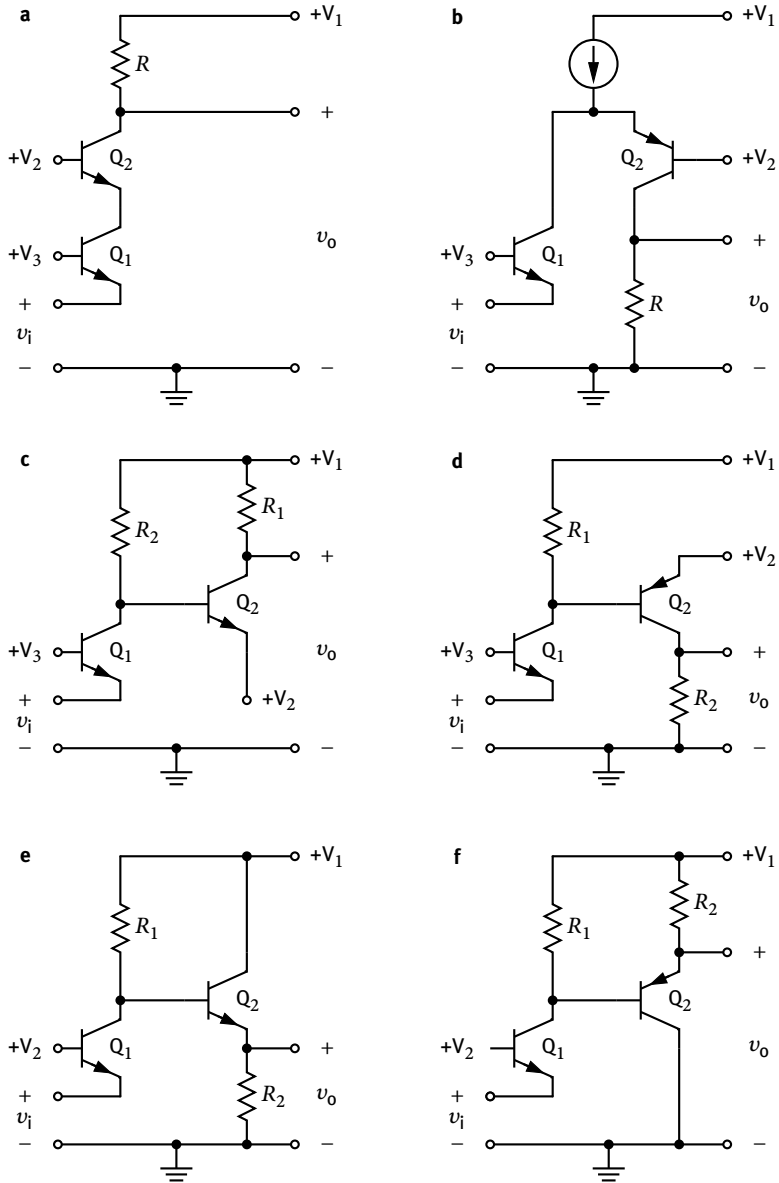 a
+V1
R
+
+V2
Q2
+V3
Q1
vo
+
vi
−
−
b
+V1
Q2
+V2
+V3
Q1
+
+
R
vo
vi
−
−
c
+V1
R1
R2
+
Q2
+V3
Q1
vo
+
+V2
vi
−
−
d
+V1
R1
+V2
Q2
+V3
Q1
+
+
R2
vo
vi
−
−
e
+V1
R1
Q2
+V2
Q1
+
+
R2
vo
vi
−
−
f
+V1
R2
R1
+
Q2
+V2
Q1
vo
+
vi
−
−